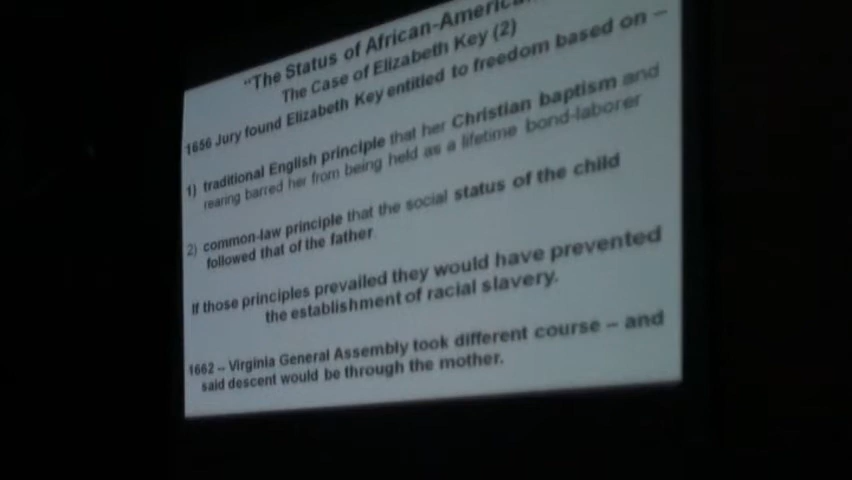 "The Status of African-America
The Case of Elizabeth Key (2)
1656 Jury found Elizabeth Key entitled to freedom based on –
1) traditional English principle that her Christian baptism and
rearing barred her from being held as a lifetime bond-laborer
2) common-law principle that the social status of the child
followed that of the father
If those principles prevailed they would have prevented
the establishment of racial slavery.
1662 – Virginia General Assembly took different course – and
said descent would be through the mother.